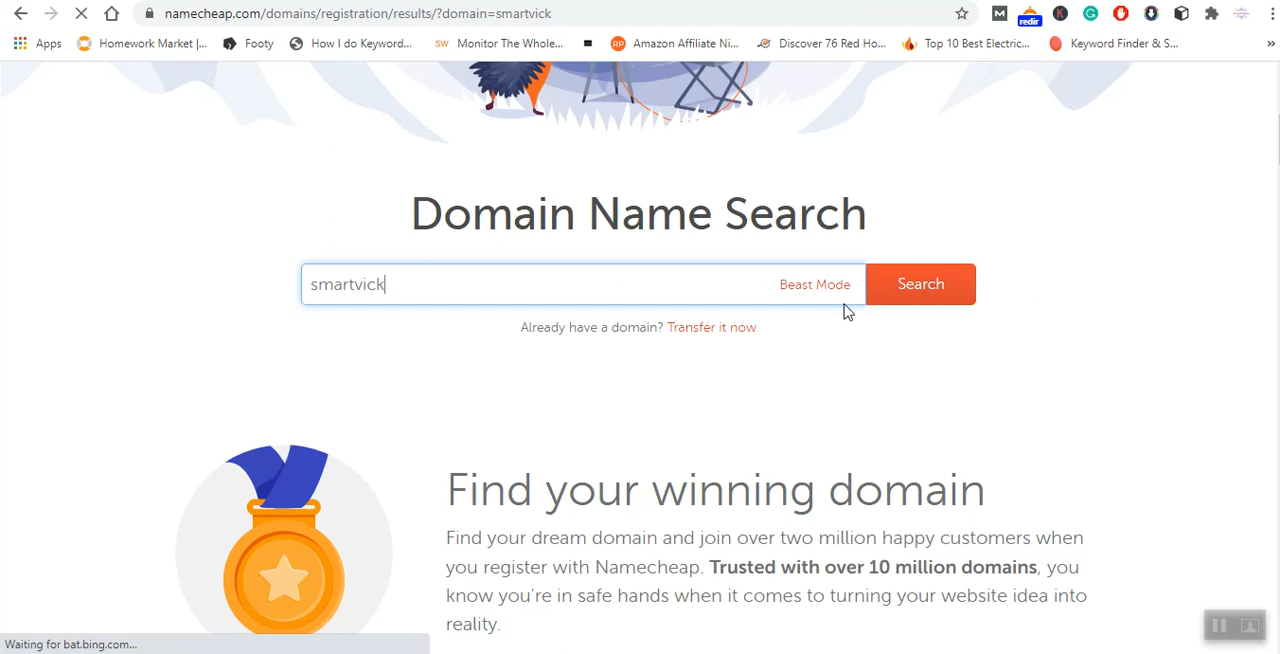 namecheap.com/domains/registration/results/?domain=smartvick
M redir K G
Apps Homework Market |... Footy How I do Keyword... SW Monitor The Whole... RP Amazon Affiliate Ni... Discover 76 Red Ho... Top 10 Best Electric... Keyword Finder & S... »
Domain Name Search
smartvick Beast Mode Search
Already have a domain? Transfer it now
Find your winning domain
Find your dream domain and join over two million happy customers when
you register with Namecheap. Trusted with over 10 million domains, you
know you're in safe hands when it comes to turning your website idea into
reality.
Waiting for bat.bing.com...